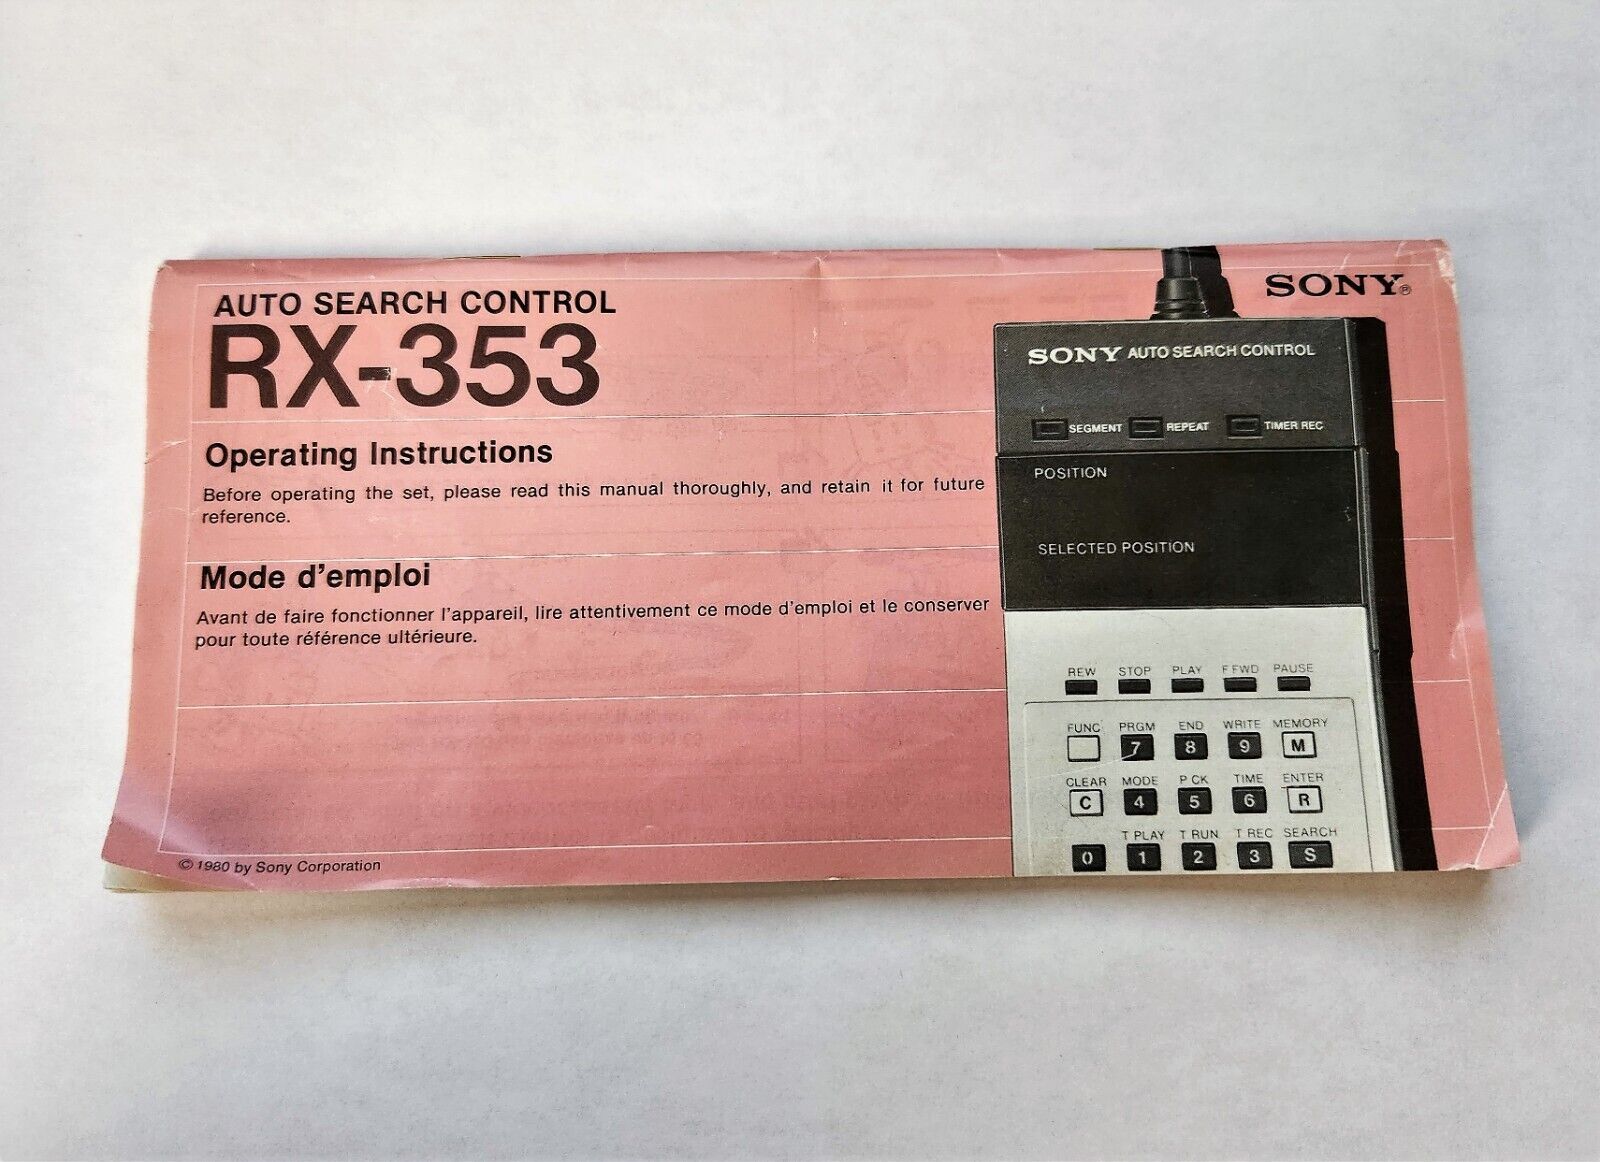 AUTO SEARCH CONTROL
RX-353
Operating Instructions
Before operating the set, please read this manual thoroughly, and retain it for future
reference.
Mode d'emploi
Avant de faire fonctionner l'appareil, lire attentivement ce mode d'emploi et le conserver
pour toute référence ultérieure.
© 1980 by Sony Corporation
SONY®
SONY AUTO SEARCH CONTROL
SEGMENT REPEAT TIMER REC
POSITION
SELECTED POSITION
REW STOP PLAY F FWD PAUSE
FUNC PRGM END WRITE MEMORY
7 8 9 M
CLEAR MODE P CK TIME ENTER
C 4 5 6 R
T PLAY T RUN T REC SEARCH
0 1 2 3 S